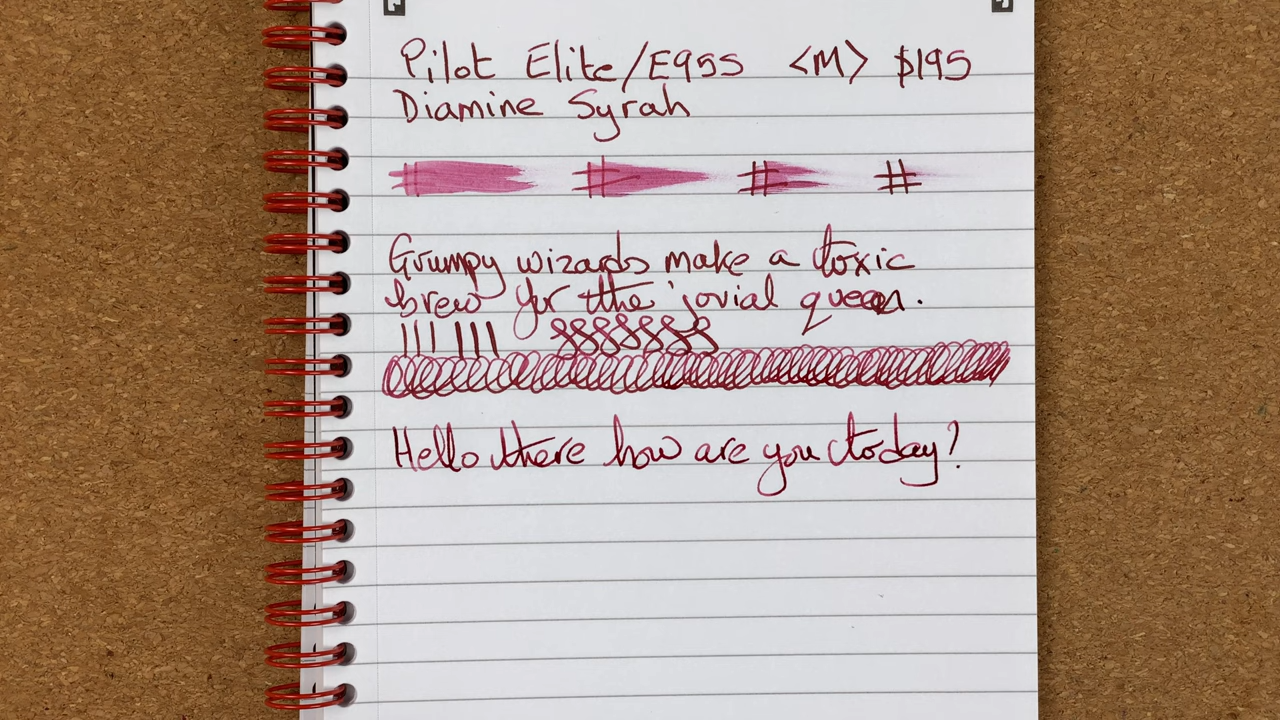 Pilot Elite/E95S <M> $195
Diamine Syrah
# # # #
Grumpy wizards make a toxic
brew for the jovial queen.
Hello there how are you today?